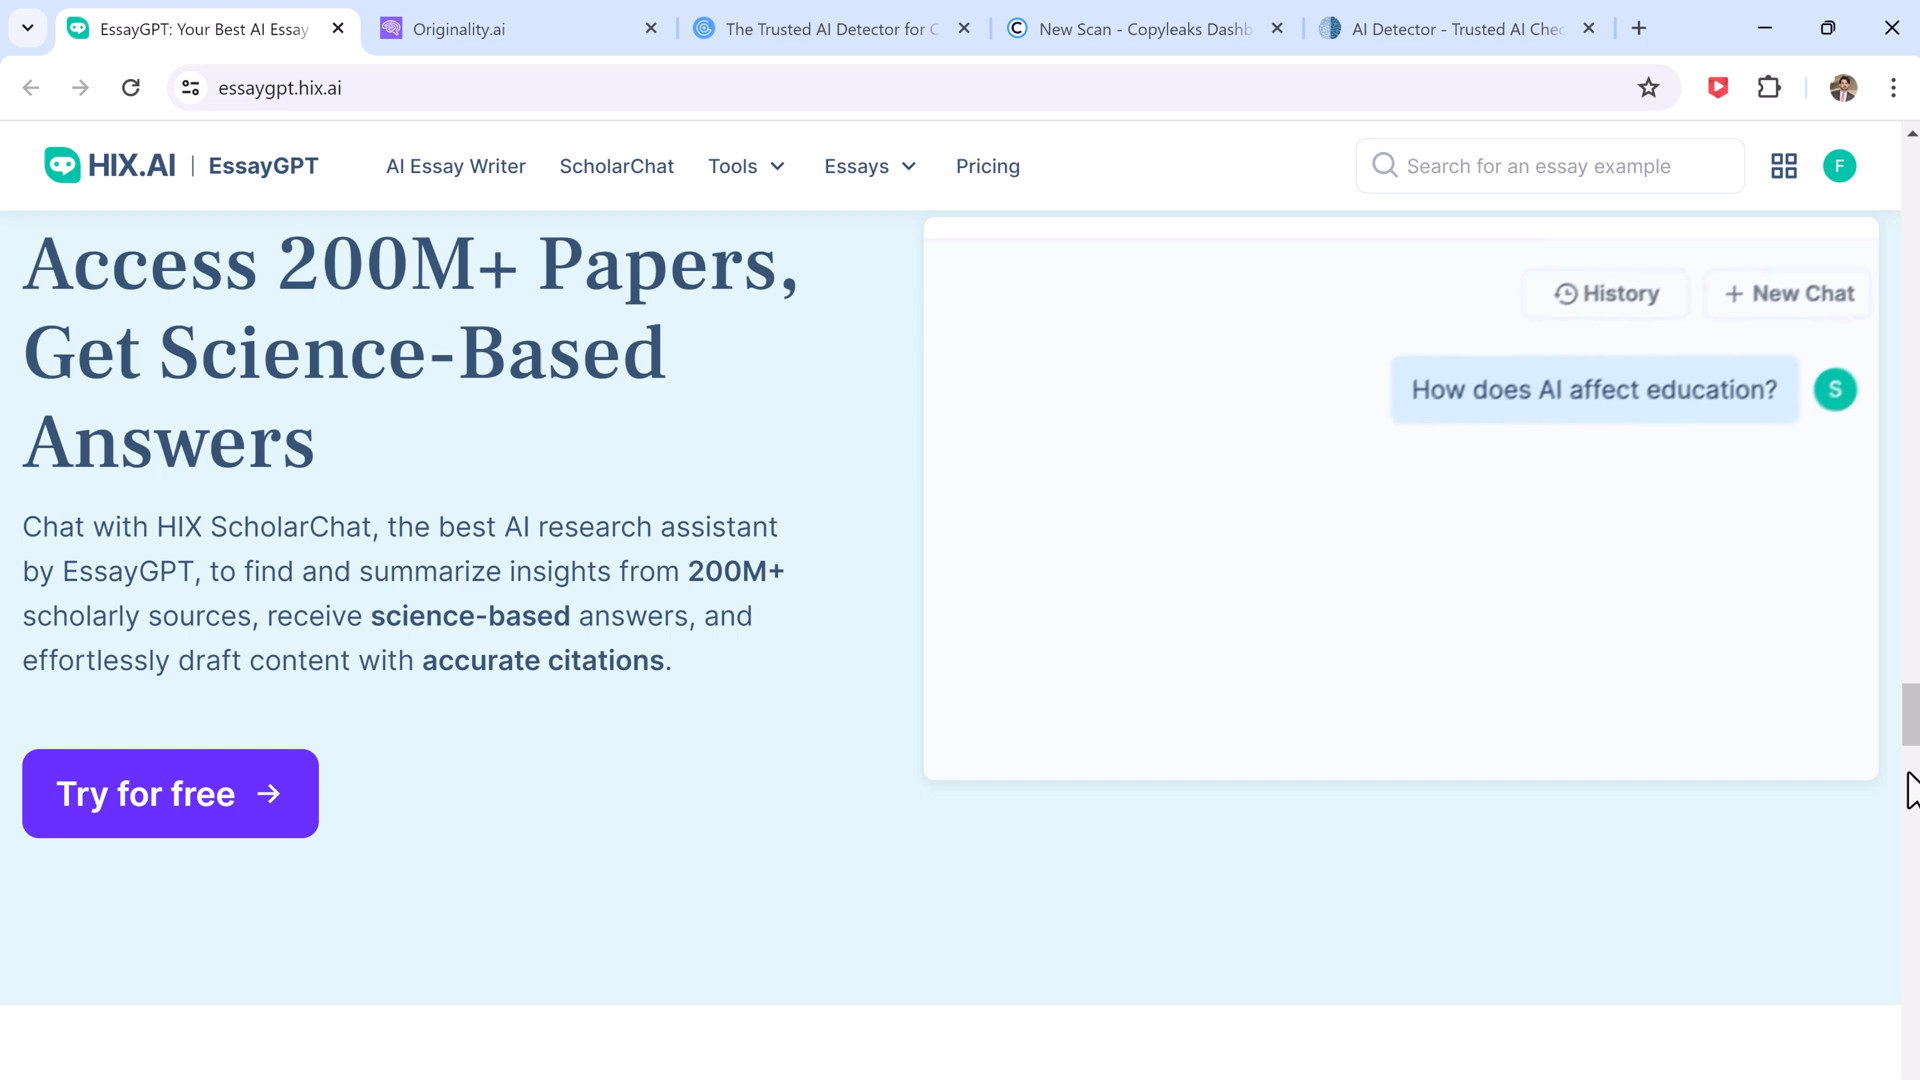 EssayGPT: Your Best AI Essay
Originality.ai
The Trusted AI Detector for C
New Scan - Copyleaks Dashb
AI Detector - Trusted AI Chec
essaygpt.hix.ai
HIX.AI | EssayGPT
AI Essay Writer
ScholarChat
Tools
Essays
Pricing
Search for an essay example
F
Access 200M+ Papers,
Get Science-Based
Answers
Chat with HIX ScholarChat, the best AI research assistant
by EssayGPT, to find and summarize insights from 200M+
scholarly sources, receive science-based answers, and
effortlessly draft content with accurate citations.
Try for free →
History
+ New Chat
How does AI affect education?
S